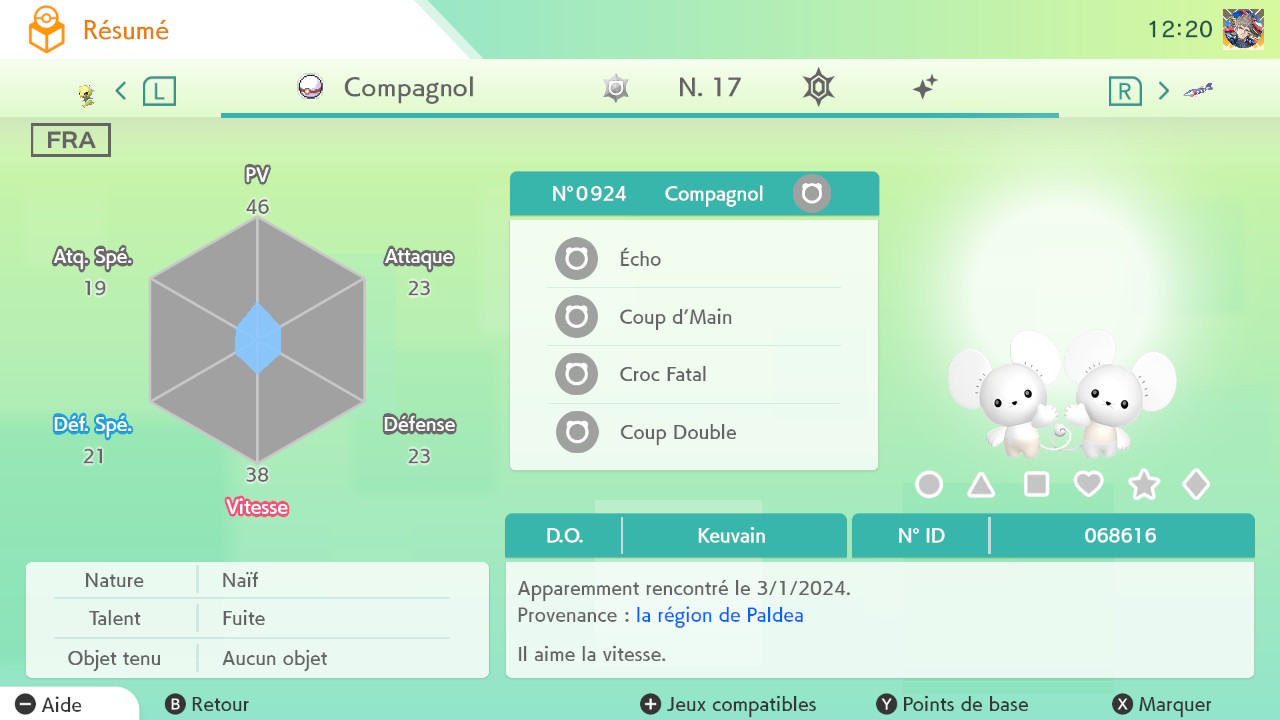 Résumé
12:20
L
Compagnol
N. 17
R
FRA
PV
46
Atq. Spé.
19
Attaque
23
Déf. Spé.
21
Défense
23
38
Vitesse
N°0924 Compagnol
Écho
Coup d’Main
Croc Fatal
Coup Double
D.O. Keuvain N° ID 068616
Nature Naïf
Talent Fuite
Objet tenu Aucun objet
Apparemment rencontré le 3/1/2024.
Provenance : la région de Paldea
Il aime la vitesse.
Aide
B Retour
Jeux compatibles
Y Points de base
X Marquer